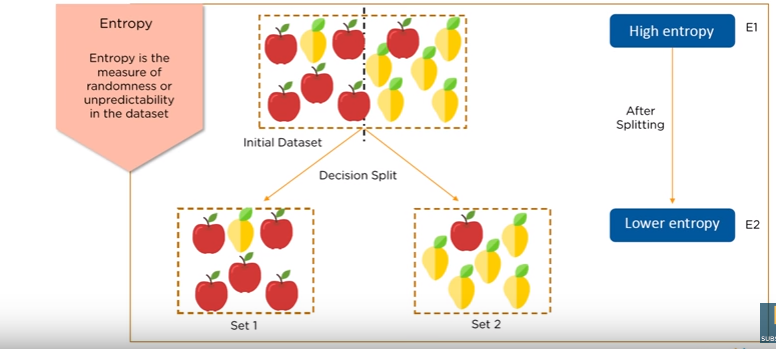 Entropy
Entropy is the
measure of
randomness or
unpredictability
in the dataset
Initial Dataset
Decision Split
Set 1
Set 2
High entropy
E1
After
Splitting
Lower entropy
E2